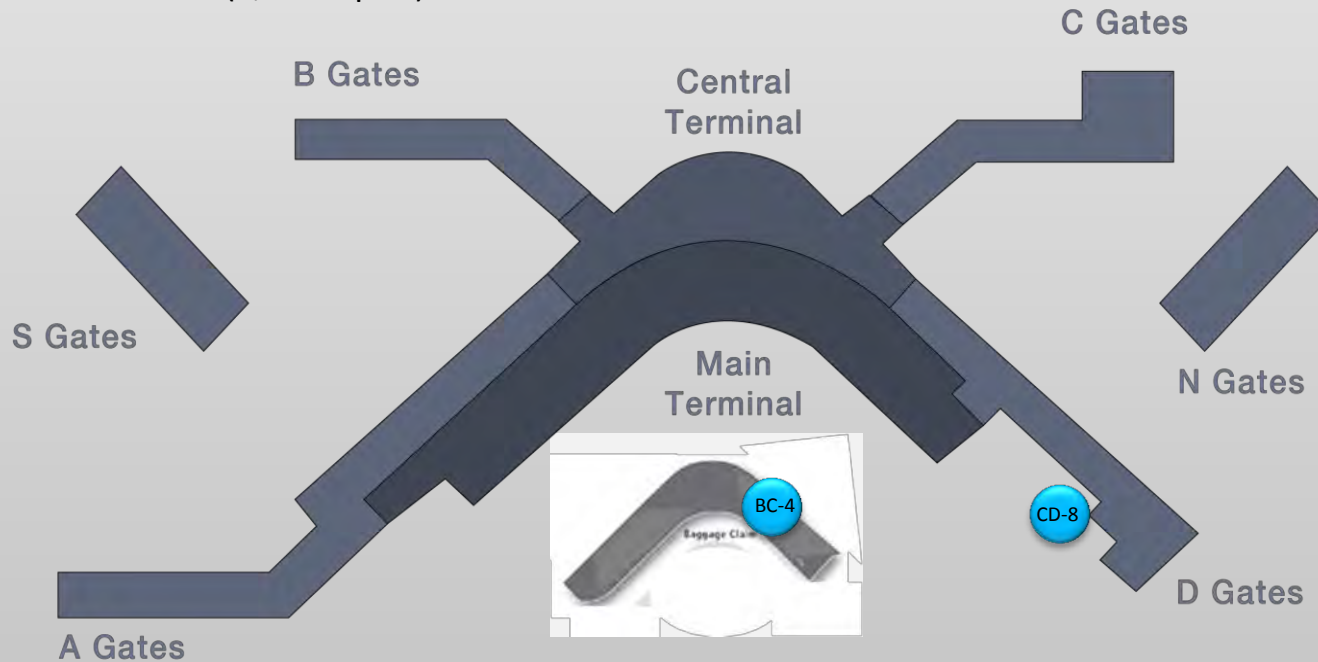 C Gates
B Gates
Central
Terminal
S Gates
Main
Terminal
N Gates
BC-4
CD-8
Baggage Claim
D Gates
A Gates